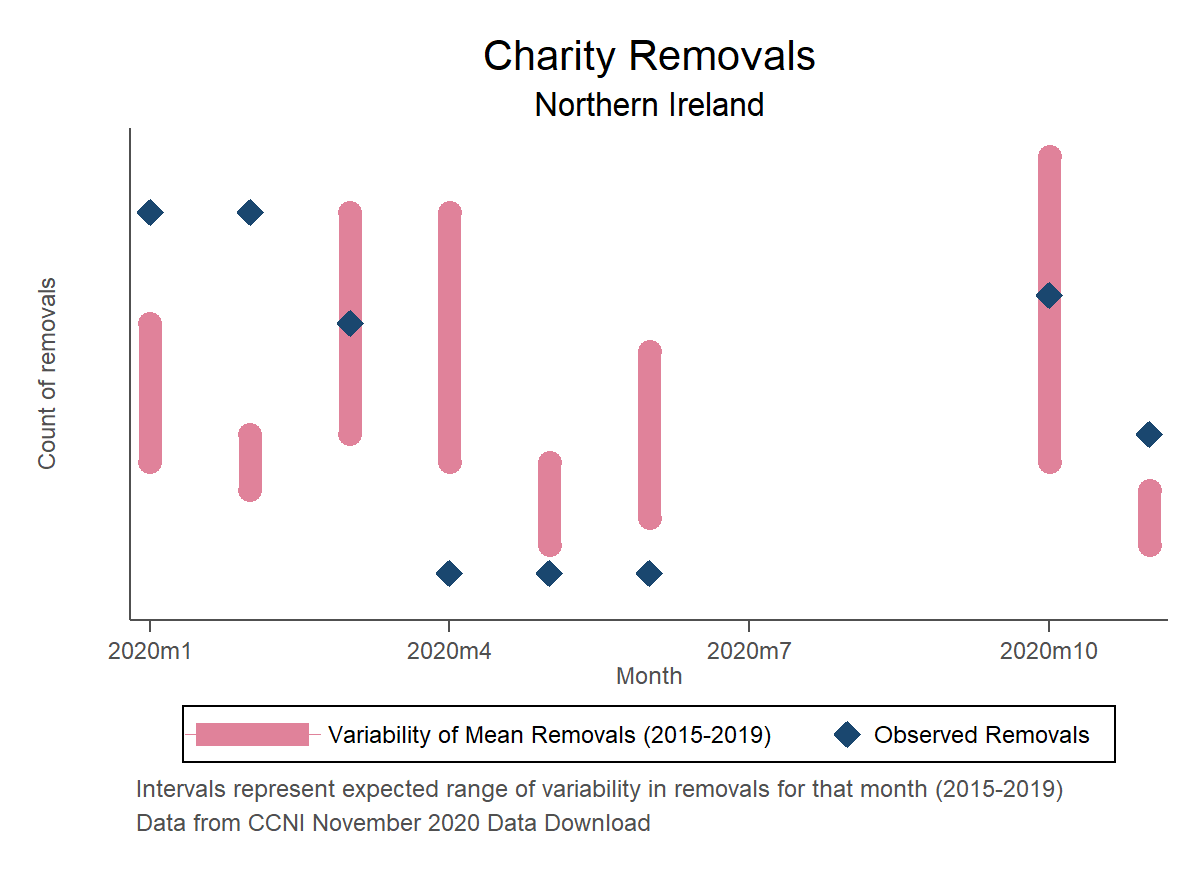 Charity Removals
Northern Ireland
Count of removals
2020m1 2020m4 2020m7 2020m10
Month
Variability of Mean Removals (2015-2019) Observed Removals
Intervals represent expected range of variability in removals for that month (2015-2019)
Data from CCNI November 2020 Data Download